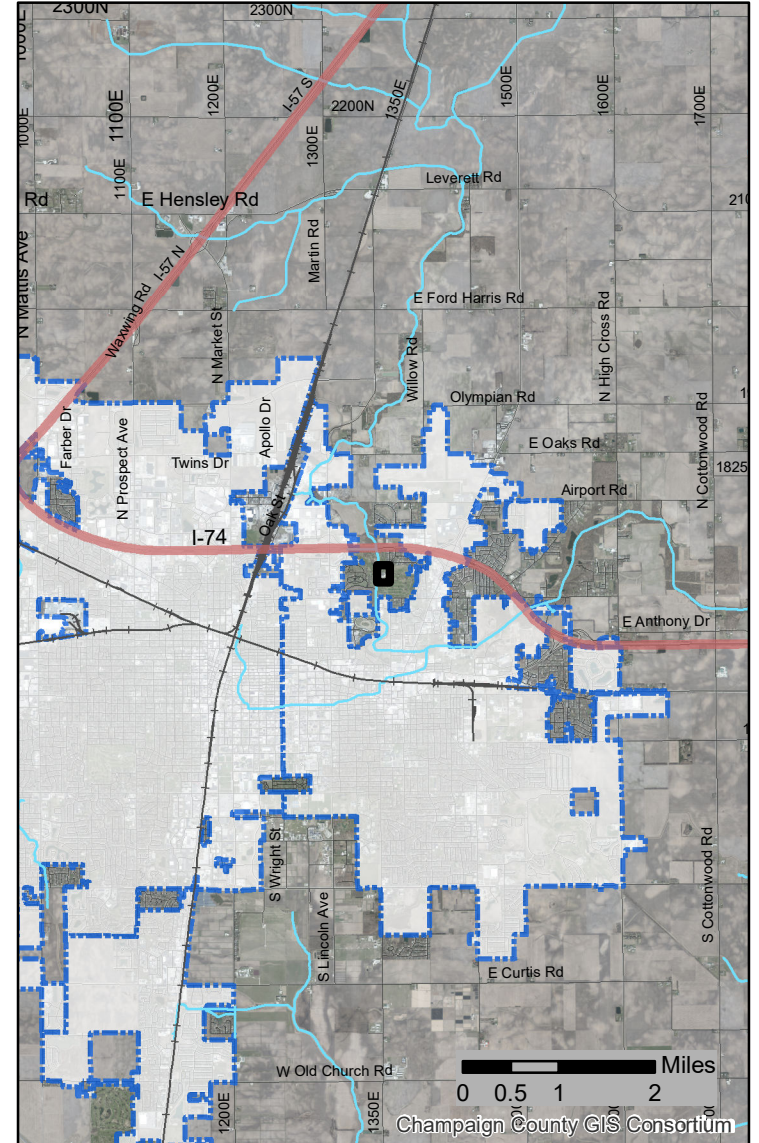 2300N
2300N
1000E
1100E
1200E
I-57 S
2200N
1350E
1300E
1500E
1600E
1700E
1000E
1100E
Leverett Rd
Rd
E Hensley Rd
210
N Mattis Ave
I-57 N
Martin Rd
Waxwing Rd
N Market St
E Ford Harris Rd
N High Cross Rd
Willow Rd
Olympian Rd
Farber Dr
N Prospect Ave
Apollo Dr
Twins Dr
E Oaks Rd
N Cottonwood Rd
1825
Airport Rd
Oak St
I-74
E Anthony Dr
S Wright St
S Lincoln Ave
S Cottonwood Rd
E Curtis Rd
W Old Church Rd
1200E
1350E
Miles
0 0.5 1 2
Champaign County GIS Consortium